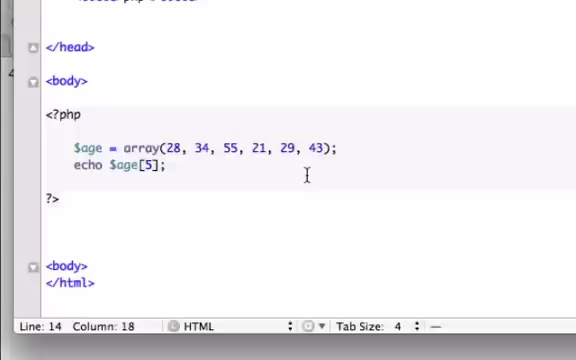 </head>
<body>
<?php
$age = array(28, 34, 55, 21, 29, 43);
echo $age[5];
?>
<body>
</html>
Line: 14 Column: 18 L HTML Tab Size: 4 —